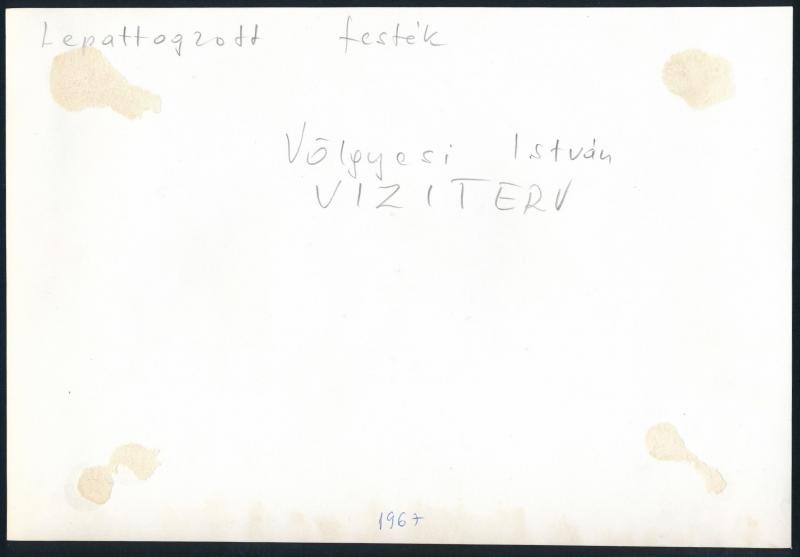 Lepattogzott festék
Völgyesi István
VIZITERV
1967